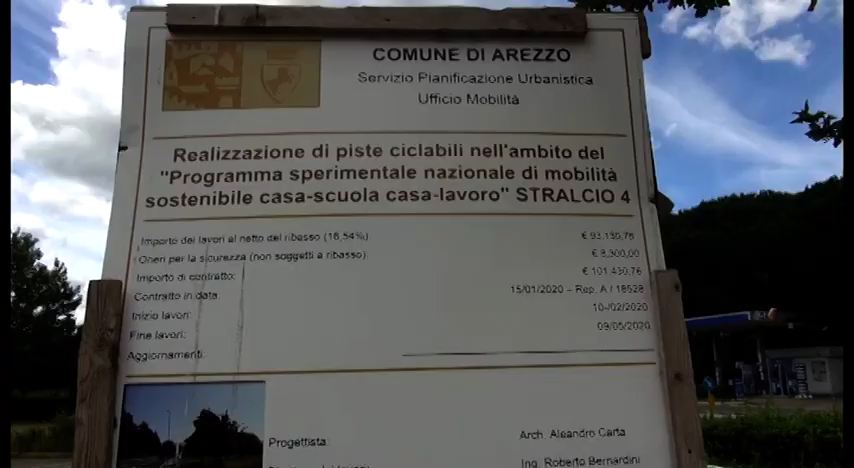 COMUNE DI AREZZO
Servizio Pianificazione Urbanistica
Ufficio Mobilità
Realizzazione di piste ciclabili nell'ambito del
"Programma sperimentale nazionale di mobilità
sostenibile casa-scuola casa-lavoro" STRALCIO 4
Importo dei lavori al netto del ribasso (16,54%) € 93.130,76
Oneri per la sicurezza (non soggetti a ribasso) € 8.300,00
Importo di contratto: € 101.430,76
Contratto in data: 15/01/2020 – Rep. A / 18528
Inizio lavori: 10/02/2020
Fine lavori: 09/05/2020
Aggiornamenti
Progettista Arch. Aleandro Carta
Ing. Roberto Bernardini